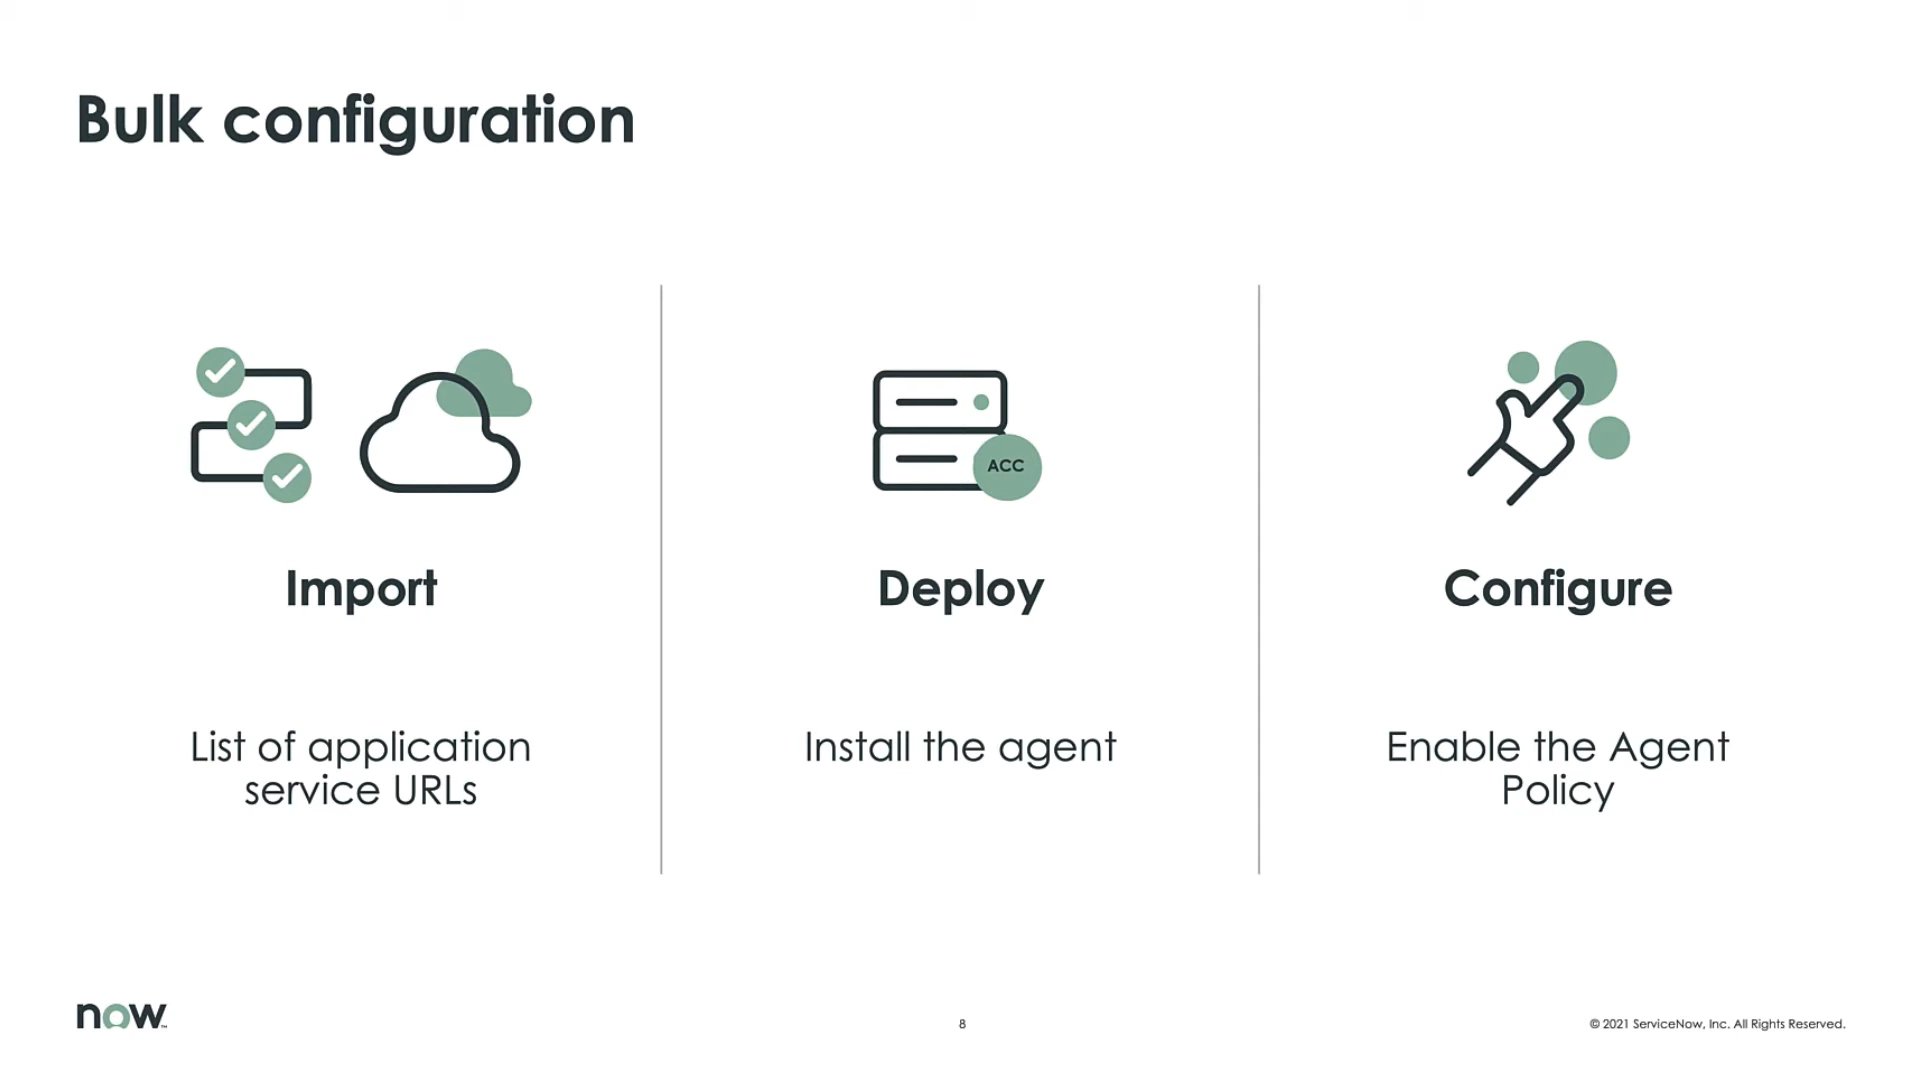 Bulk configuration
ACC
Import
Deploy
Configure
List of application
service URLs
Install the agent
Enable the Agent
Policy
now™
8
© 2021 ServiceNow, Inc. All Rights Reserved.